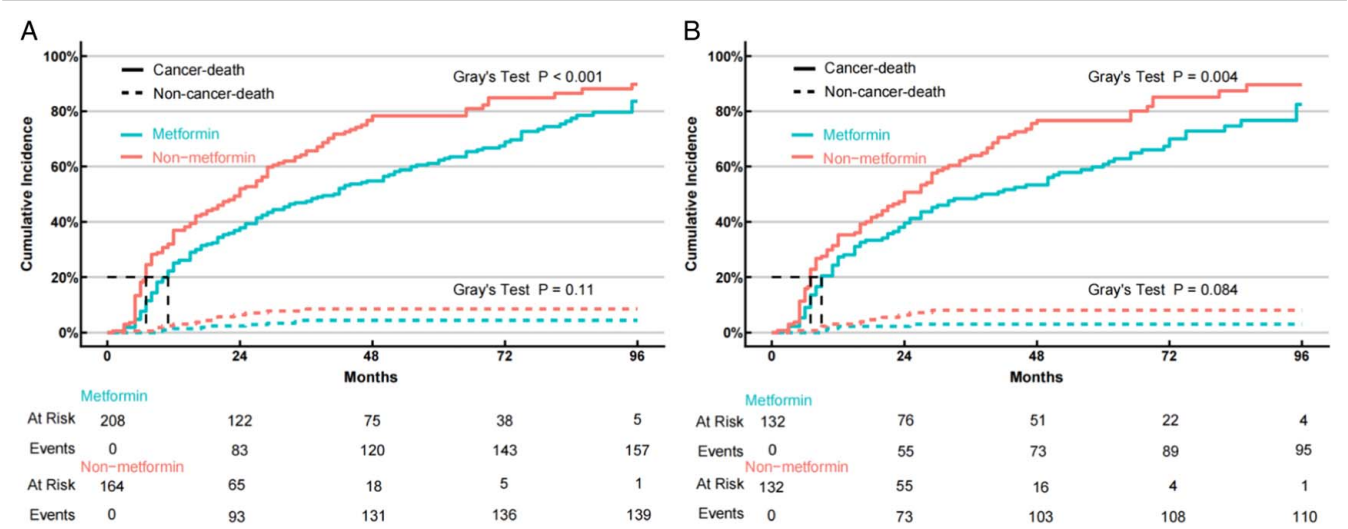 A
Cumulative Incidence
100%
80%
60%
40%
20%
0%
Cancer-death
Non-cancer-death
Metformin
Non−metformin
Gray's Test P < 0.001
Gray's Test P = 0.11
0 24 48 72 96
Months
Metformin
At Risk 208 122 75 38 5
Events 0 83 120 143 157
Non−metformin
At Risk 164 65 18 5 1
Events 0 93 131 136 139
B
Cumulative Incidence
100%
80%
60%
40%
20%
0%
Cancer-death
Non-cancer-death
Metformin
Non−metformin
Gray's Test P = 0.004
Gray's Test P = 0.084
0 24 48 72 96
Months
Metformin
At Risk 132 76 51 22 4
Events 0 55 73 89 95
Non−metformin
At Risk 132 55 16 4 1
Events 0 73 103 108 110